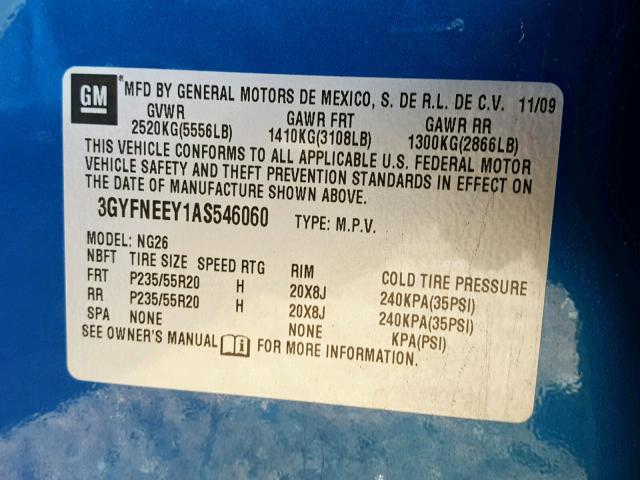 GM ® MFD BY GENERAL MOTORS DE MEXICO, S. DE R.L. DE C.V. 11/09
GVWR GAWR FRT GAWR RR
2520KG(5556LB) 1410KG(3108LB) 1300KG(2866LB)
THIS VEHICLE CONFORMS TO ALL APPLICABLE U.S. FEDERAL MOTOR
VEHICLE SAFETY AND THEFT PREVENTION STANDARDS IN EFFECT ON
THE DATE OF MANUFACTURE SHOWN ABOVE.
3GYFNEEY1AS546060 TYPE: M.P.V.
MODEL: NG26
NBFT TIRE SIZE SPEED RTG RIM COLD TIRE PRESSURE
FRT P235/55R20 H 20X8J 240KPA(35PSI)
RR P235/55R20 H 20X8J 240KPA(35PSI)
SPA NONE NONE KPA(PSI)
SEE OWNER'S MANUAL FOR MORE INFORMATION.